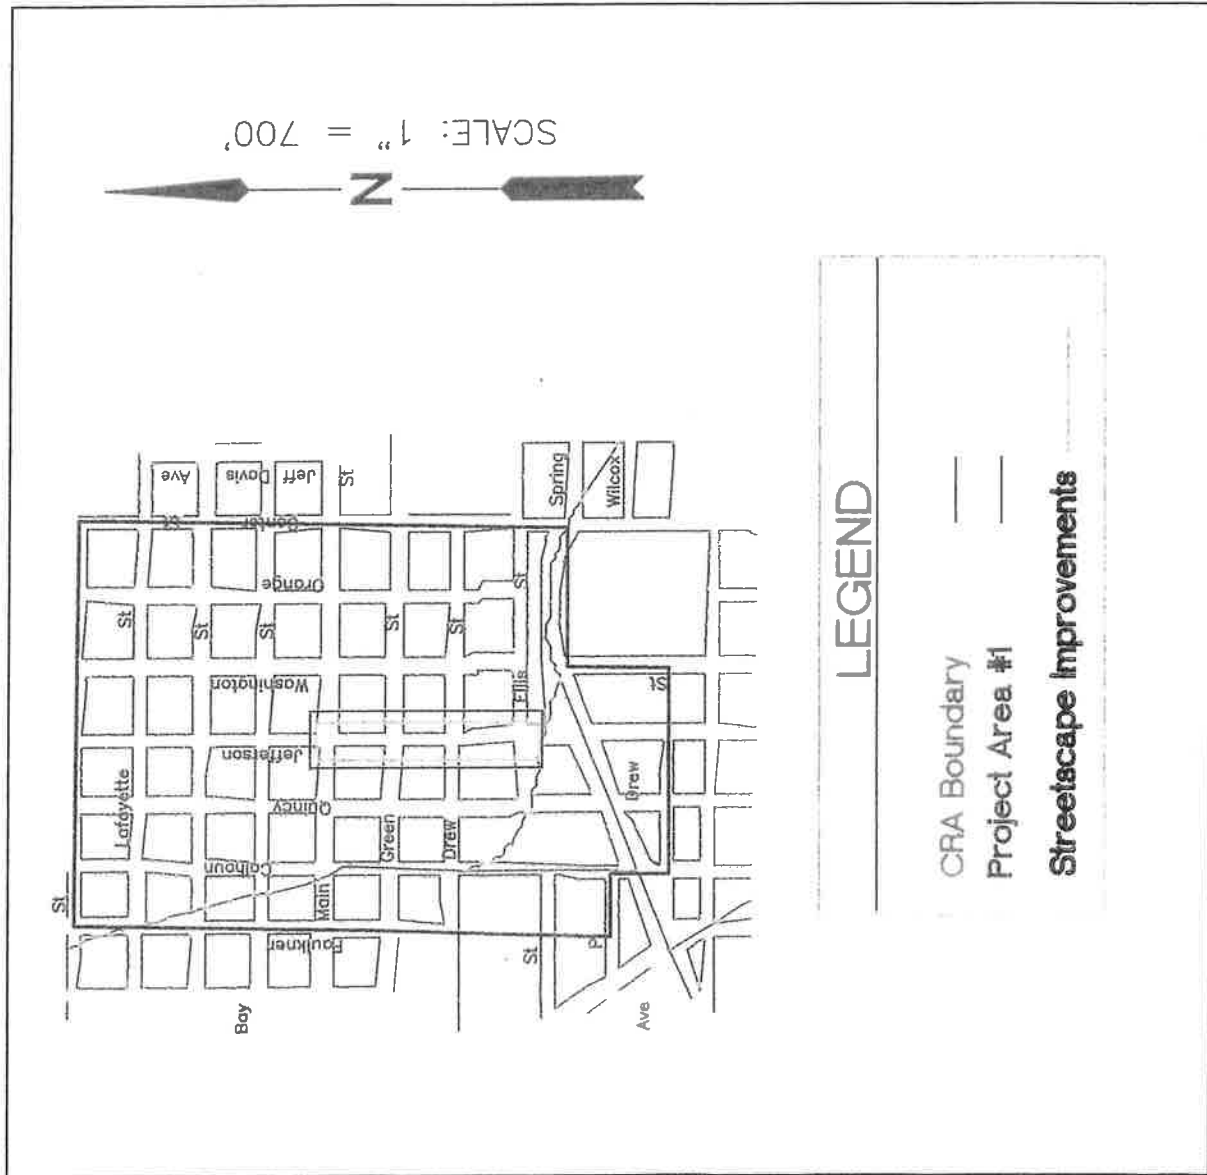 SCALE: 1" = 700'
N
St
Bay
Lafayette
St
St
St
Ave
Davis
Jeff
St
Center
St
Orange
Washington
Jefferson
Quincy
Calhoun
Faulkner
Main
Green
St
Drew
St
Ellis
St
Spring
Wilcox
St
Pl
St
Drew
Ave
LEGEND
CRA Boundary
Project Area #1
Streetscape Improvements